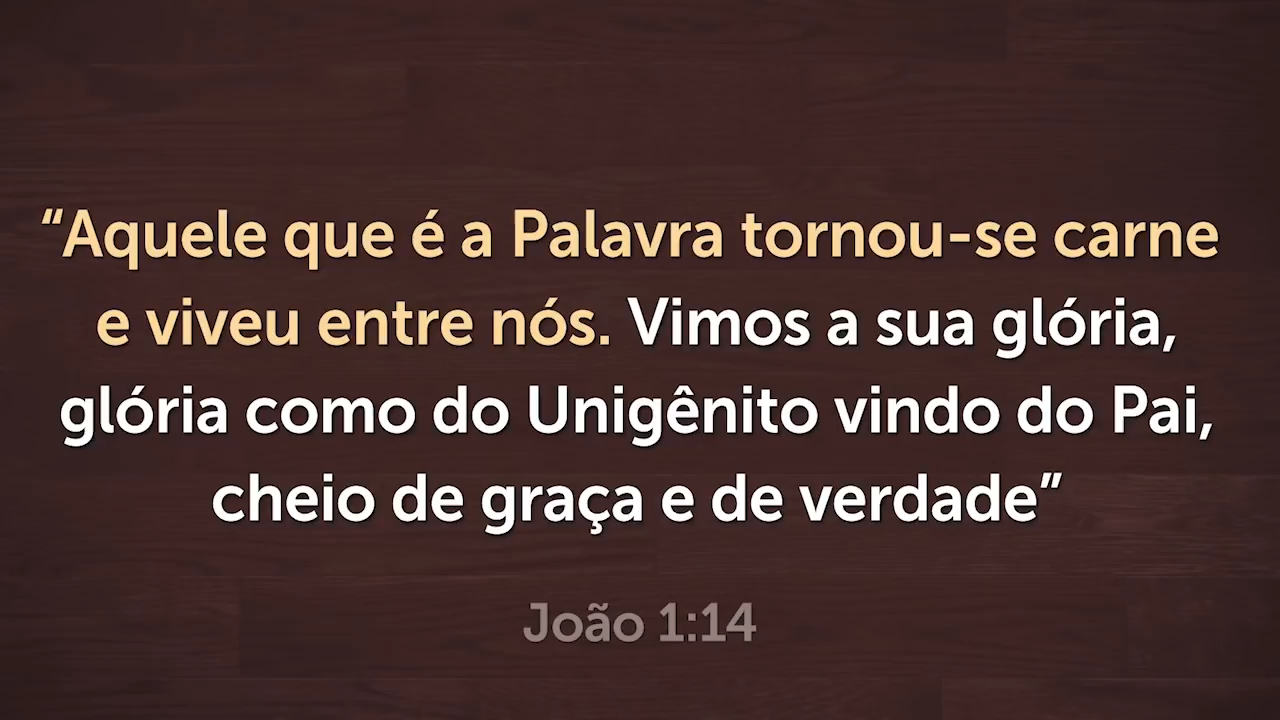 “Aquele que é a Palavra tornou-se carne
e viveu entre nós. Vimos a sua glória,
glória como do Unigênito vindo do Pai,
cheio de graça e de verdade”
João 1:14